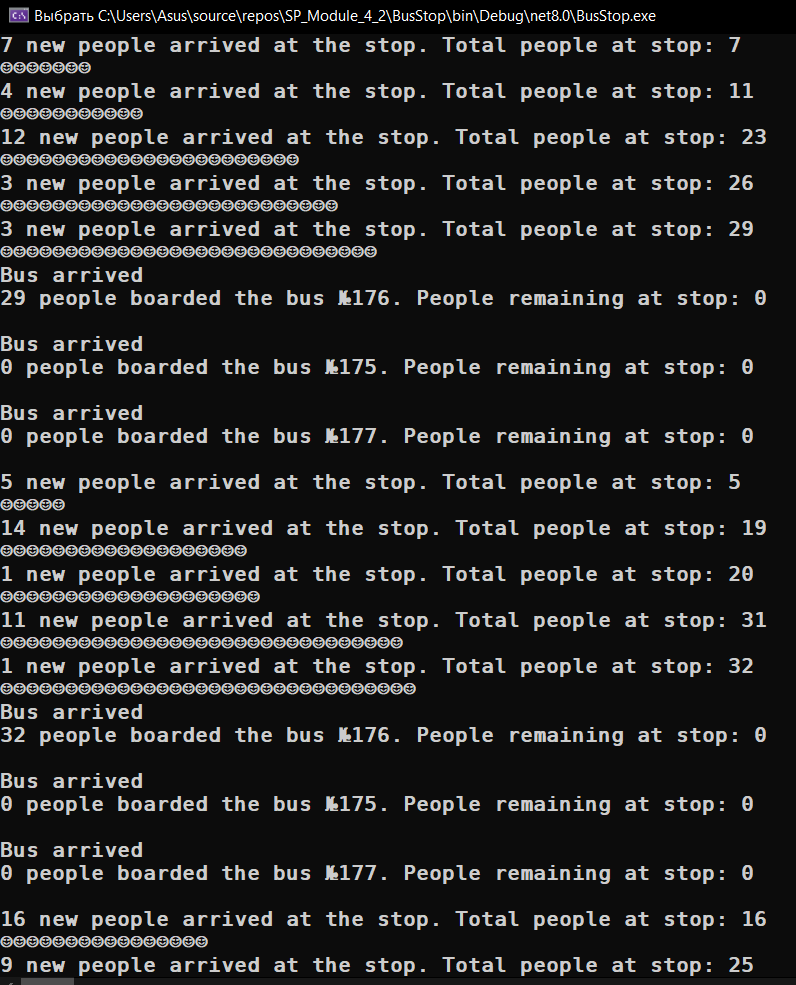 Выбрать C:\Users\Asus\source\repos\SP_Module_4_2\BusStop\bin\Debug\net8.0\BusStop.exe
7 new people arrived at the stop. Total people at stop: 7
☺☺☺☺☺☺☺
4 new people arrived at the stop. Total people at stop: 11
☺☺☺☺☺☺☺☺☺☺☺
12 new people arrived at the stop. Total people at stop: 23
☺☺☺☺☺☺☺☺☺☺☺☺☺☺☺☺☺☺☺☺☺☺☺
3 new people arrived at the stop. Total people at stop: 26
☺☺☺☺☺☺☺☺☺☺☺☺☺☺☺☺☺☺☺☺☺☺☺☺☺☺
3 new people arrived at the stop. Total people at stop: 29
☺☺☺☺☺☺☺☺☺☺☺☺☺☺☺☺☺☺☺☺☺☺☺☺☺☺☺☺☺
Bus arrived
29 people boarded the bus №176. People remaining at stop: 0
Bus arrived
0 people boarded the bus №175. People remaining at stop: 0
Bus arrived
0 people boarded the bus №177. People remaining at stop: 0
5 new people arrived at the stop. Total people at stop: 5
☺☺☺☺☺
14 new people arrived at the stop. Total people at stop: 19
☺☺☺☺☺☺☺☺☺☺☺☺☺☺☺☺☺☺☺
1 new people arrived at the stop. Total people at stop: 20
☺☺☺☺☺☺☺☺☺☺☺☺☺☺☺☺☺☺☺☺
11 new people arrived at the stop. Total people at stop: 31
☺☺☺☺☺☺☺☺☺☺☺☺☺☺☺☺☺☺☺☺☺☺☺☺☺☺☺☺☺☺☺
1 new people arrived at the stop. Total people at stop: 32
☺☺☺☺☺☺☺☺☺☺☺☺☺☺☺☺☺☺☺☺☺☺☺☺☺☺☺☺☺☺☺☺
Bus arrived
32 people boarded the bus №176. People remaining at stop: 0
Bus arrived
0 people boarded the bus №175. People remaining at stop: 0
Bus arrived
0 people boarded the bus №177. People remaining at stop: 0
16 new people arrived at the stop. Total people at stop: 16
☺☺☺☺☺☺☺☺☺☺☺☺☺☺☺☺
9 new people arrived at the stop. Total people at stop: 25